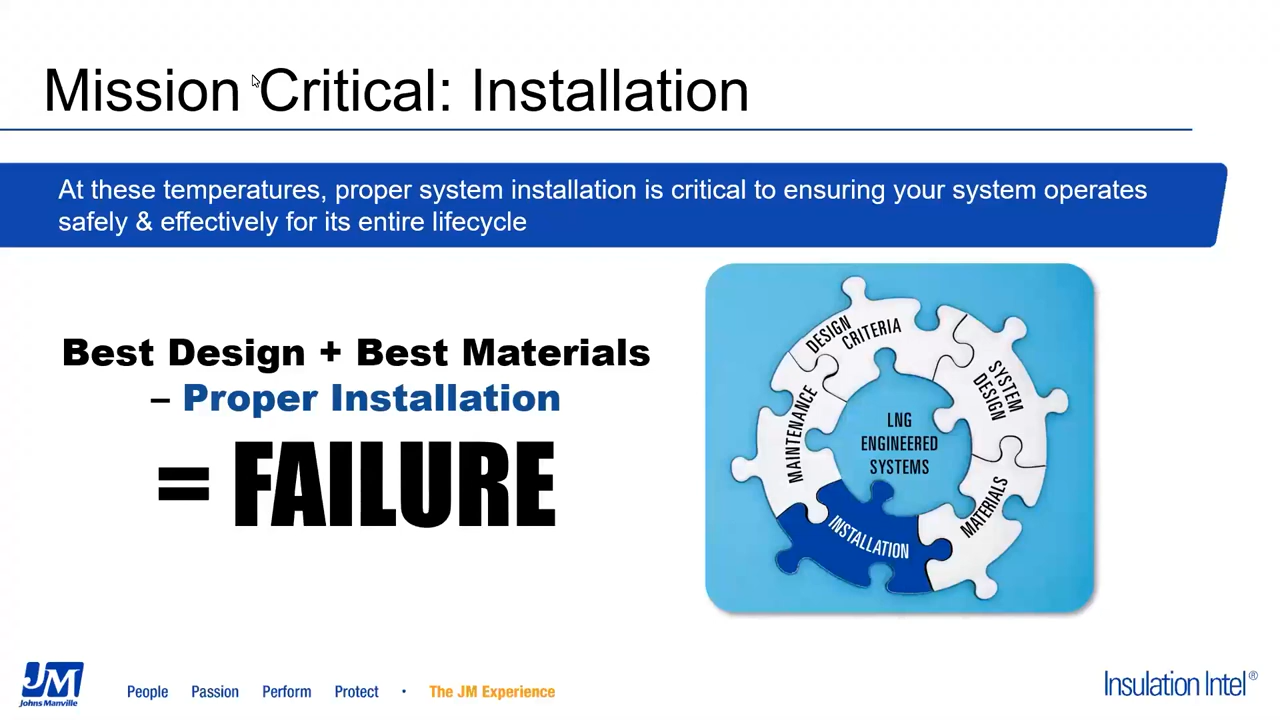 Mission Critical: Installation
At these temperatures, proper system installation is critical to ensuring your system operates
safely & effectively for its entire lifecycle
Best Design + Best Materials
– Proper Installation
= FAILURE
DESIGN
CRITERIA
SYSTEM
DESIGN
MATERIALS
INSTALLATION
MAINTENANCE
LNG
ENGINEERED
SYSTEMS
JM
Johns Manville
People Passion Perform Protect • The JM Experience
Insulation Intel®